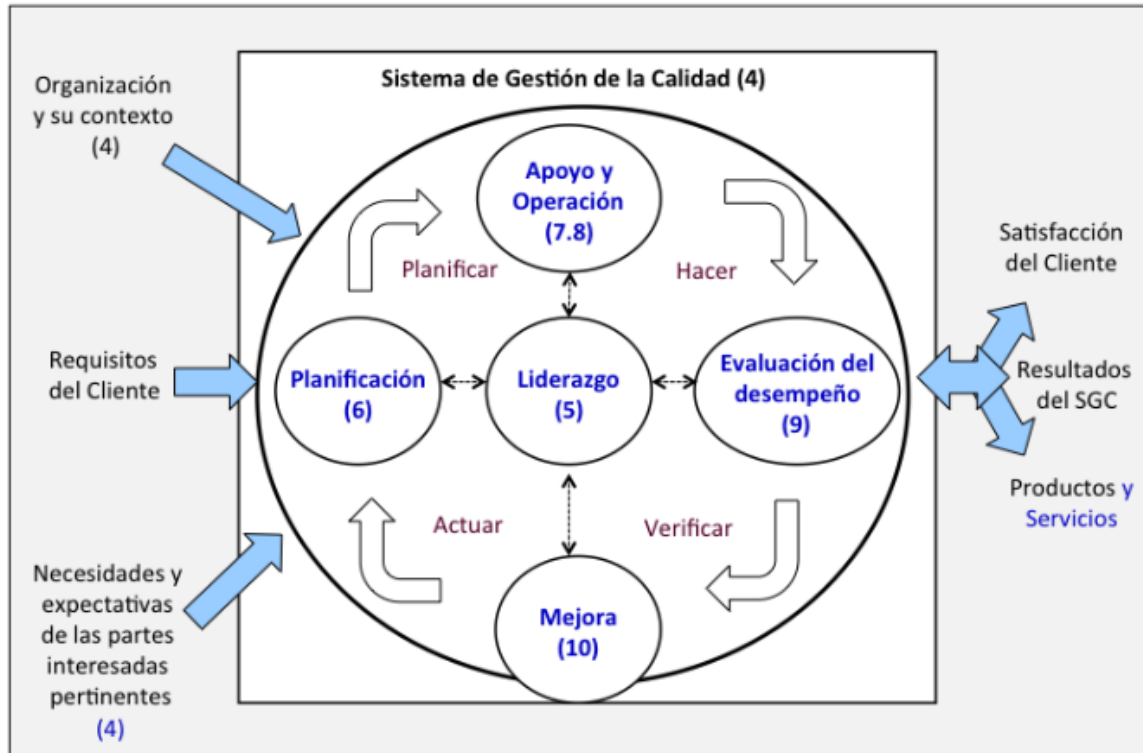 Sistema de Gestión de la Calidad (4)
Organización
y su contexto
(4)
Requisitos
del Cliente
Necesidades y
expectativas
de las partes
interesadas
pertinentes
(4)
Apoyo y
Operación
(7.8)
Planificar
Hacer
Planificación
(6)
Liderazgo
(5)
Evaluación del
desempeño
(9)
Actuar
Verificar
Mejora
(10)
Satisfacción
del Cliente
Resultados
del SGC
Productos y
Servicios